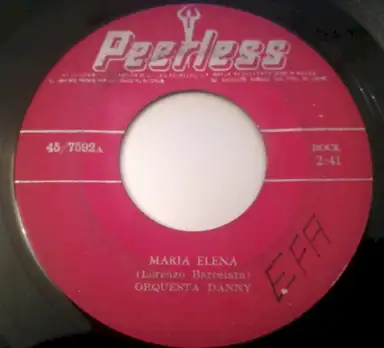 Peerless
45/7592A
ROCK
2:41
MARIA ELENA
(Lorenzo Barcelata)
ORQUESTA DANNY
EFA